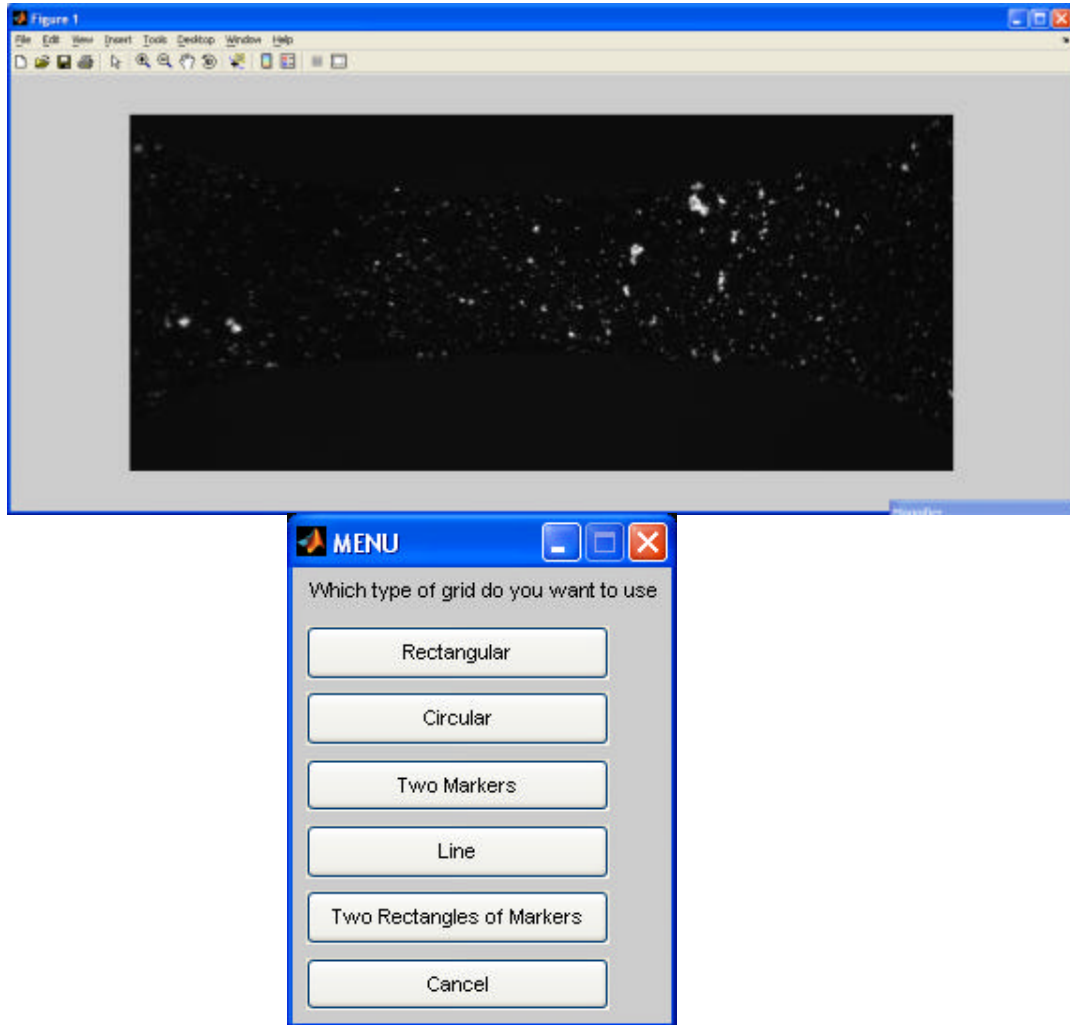 Figure 1
File Edit View Insert Tools Desktop Window Help
MENU
Which type of grid do you want to use
Rectangular
Circular
Two Markers
Line
Two Rectangles of Markers
Cancel